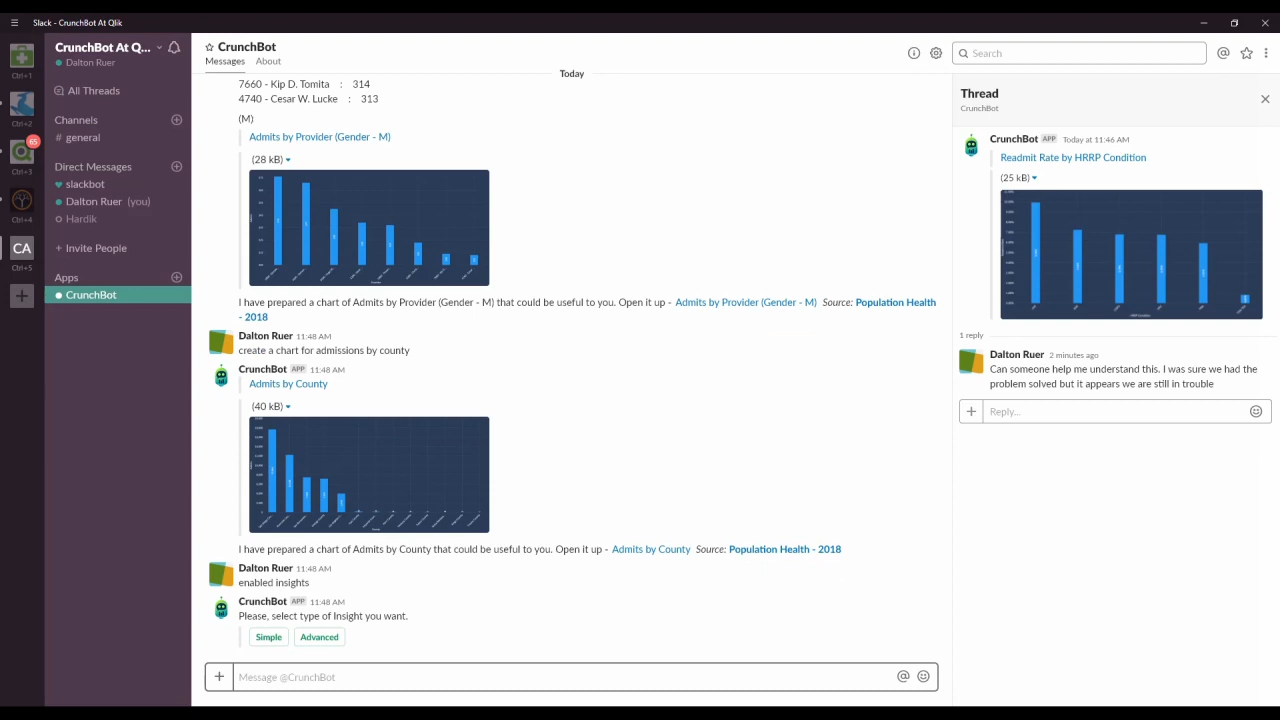 Slack - CrunchBot At Qlik
CrunchBot At Q...
Dalton Ruer
Ctrl+1
Ctrl+2
65
Ctrl+3
Ctrl+4
CA
Ctrl+5
All Threads
Channels
# general
Direct Messages
slackbot
Dalton Ruer (you)
Hardik
+ Invite People
Apps
CrunchBot
CrunchBot
Messages
About
Search
Today
7660 - Kip D. Tomita : 314
4740 - Cesar W. Lucke : 313
(M)
Admits by Provider (Gender - M)
(28 kB)
I have prepared a chart of Admits by Provider (Gender - M) that could be useful to you. Open it up - Admits by Provider (Gender - M) Source: Population Health
- 2018
Dalton Ruer 11:48 AM
create a chart for admissions by county
CrunchBot APP 11:48 AM
Admits by County
(40 kB)
I have prepared a chart of Admits by County that could be useful to you. Open it up - Admits by County Source: Population Health - 2018
Dalton Ruer 11:48 AM
enabled insights
CrunchBot APP 11:48 AM
Please, select type of Insight you want.
Simple
Advanced
Message @CrunchBot
Thread
CrunchBot
CrunchBot APP Today at 11:46 AM
Readmit Rate by HRRP Condition
(25 kB)
1 reply
Dalton Ruer 2 minutes ago
Can someone help me understand this. I was sure we had the
problem solved but it appears we are still in trouble
Reply...